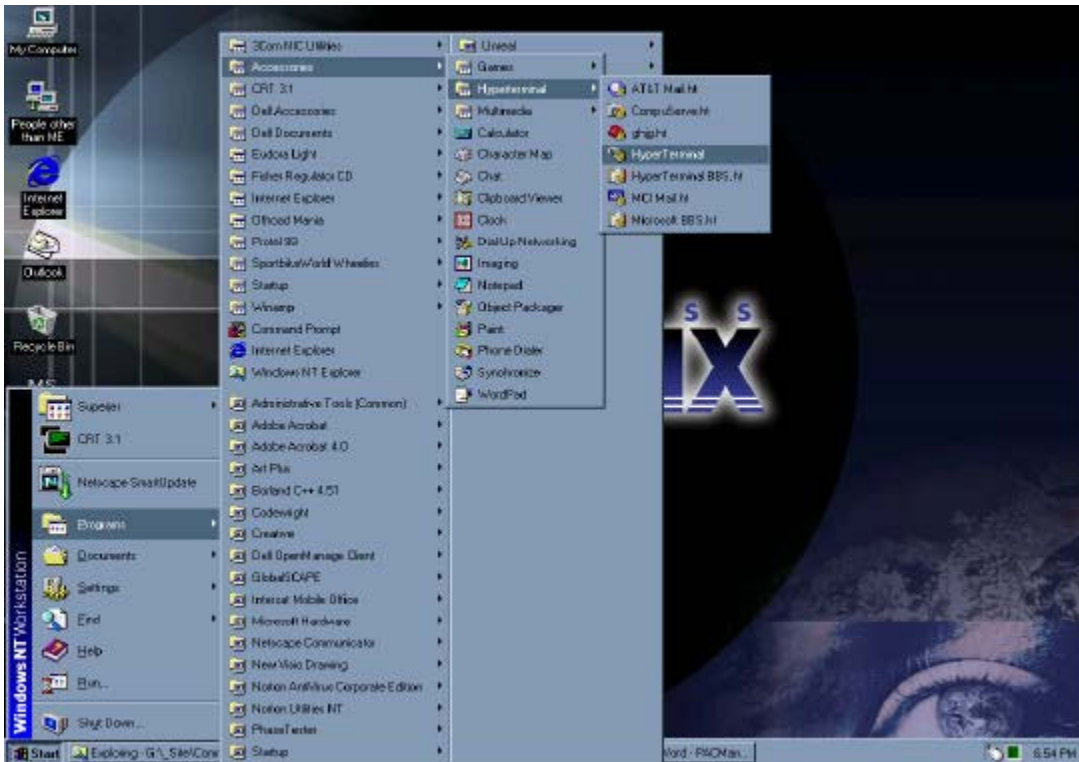 My Computer
People other
than ME
Internet
Explorer
Outlook
Recycle Bin
3Com NIC Utilities
Accessories
CRT 3.1
Dell Accessories
Dell Documents
Eudora Light
Fisher Regulator CD
Internet Explorer
Offroad Mania
Protel 99
SportbikeWorld Wheelies
Startup
Winamp
Command Prompt
Internet Explorer
Windows NT Explorer
Administrative Tools (Common)
Adobe Acrobat
Adobe Acrobat 4.0
Art Plus
Borland C++ 4.51
Codewright
Creative
Dell OpenManage Client
GlobalSCAPE
Intercat Mobile Office
Microsoft Hardware
Netscape Communicator
New Visio Drawing
Norton AntiVirus Corporate Edition
Norton Utilities NT
PhaseTester
Startup
Unreal
Games
Hyperterminal
Multimedia
Calculator
Character Map
Chat
Clipboard Viewer
Clock
Dial-Up Networking
Imaging
Notepad
Object Packager
Paint
Phone Dialer
Synchronize
WordPad
AT&T Mail.ht
CompuServe.ht
HyperTerminal
HyperTerminal BBS.ht
MCI Mail.ht
Microsoft BBS.ht
S S
IX
CRT 3.1
Netscape SmartUpdate
Programs
Documents
Settings
Find
Help
Run...
Shut Down...
Windows NT Workstation
Start
Exploring - G:\_Site\Con
Word - PACMan...
6:54 PM